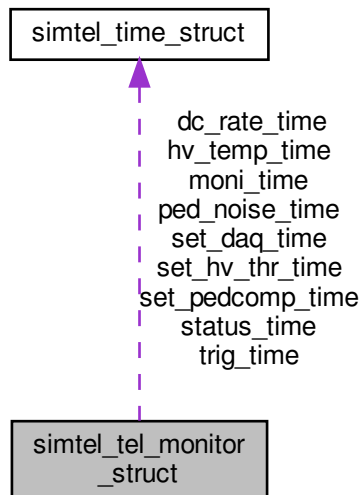 simtel_time_struct
dc_rate_time
hv_temp_time
moni_time
ped_noise_time
set_daq_time
set_hv_thr_time
set_pedcomp_time
status_time
trig_time
simtel_tel_monitor
_struct